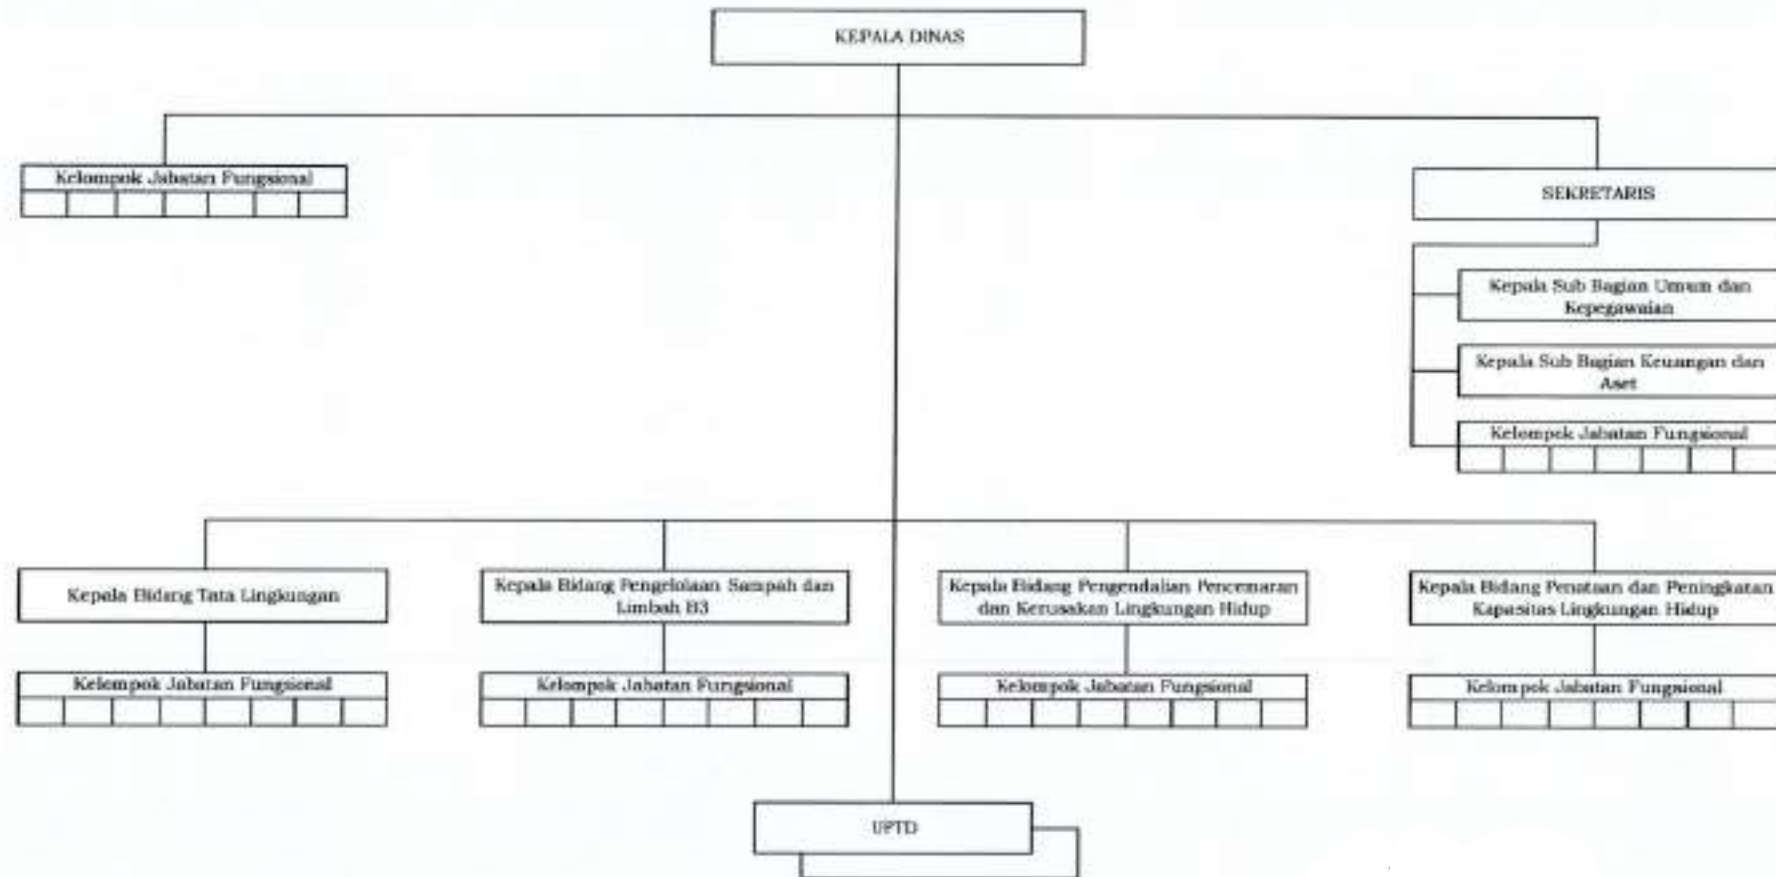 KEPALA DINAS
Kelompok Jabatan Fungsional
SEKRETARIS
Kepala Sub Bagian Umum dan
Kepegawaian
Kepala Sub Bagian Keuangan dan
Aset
Kelompok Jabatan Fungsional
Kepala Bidang Tata Lingkungan
Kepala Bidang Pengelolaan Sampah dan
Limbah B3
Kepala Bidang Pengendalian Pencemaran
dan Kerusakan Lingkungan Hidup
Kepala Bidang Penataan dan Peningkatan
Kapasitas Lingkungan Hidup
Kelompok Jabatan Fungsional
Kelompok Jabatan Fungsional
Kelompok Jabatan Fungsional
Kelompok Jabatan Fungsional
UPTD